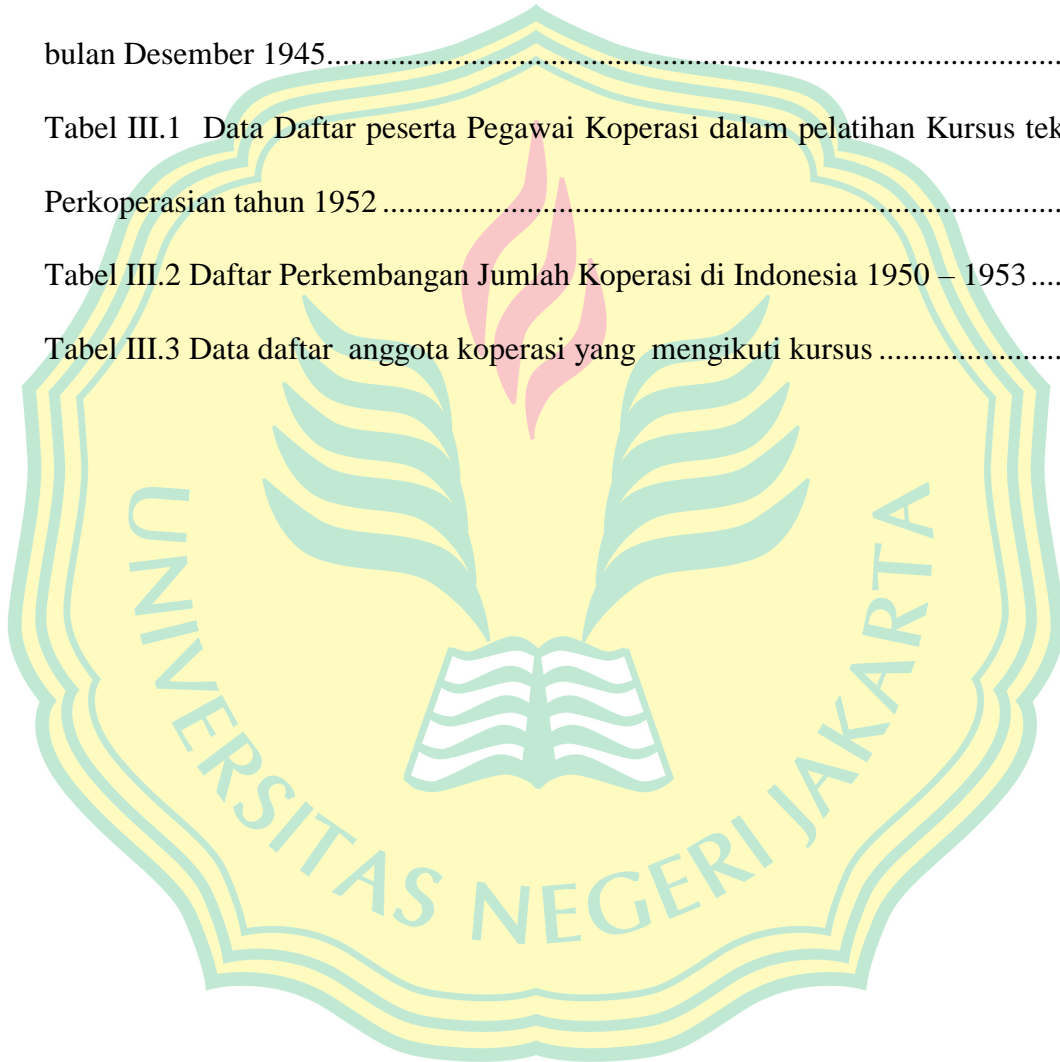 bulan Desember 1945....................................................................................................
Tabel III.1 Data Daftar peserta Pegawai Koperasi dalam pelatihan Kursus
Perkoperasian tahun 1952 ..........................................................................................
Tabel III.2 Daftar Perkembangan Jumlah Koperasi di Indonesia 1950 – 1953 ....
Tabel III.3 Data daftar anggota koperasi yang mengikuti kursus ........................
UNIVERSITAS NEGERI JAKARTA